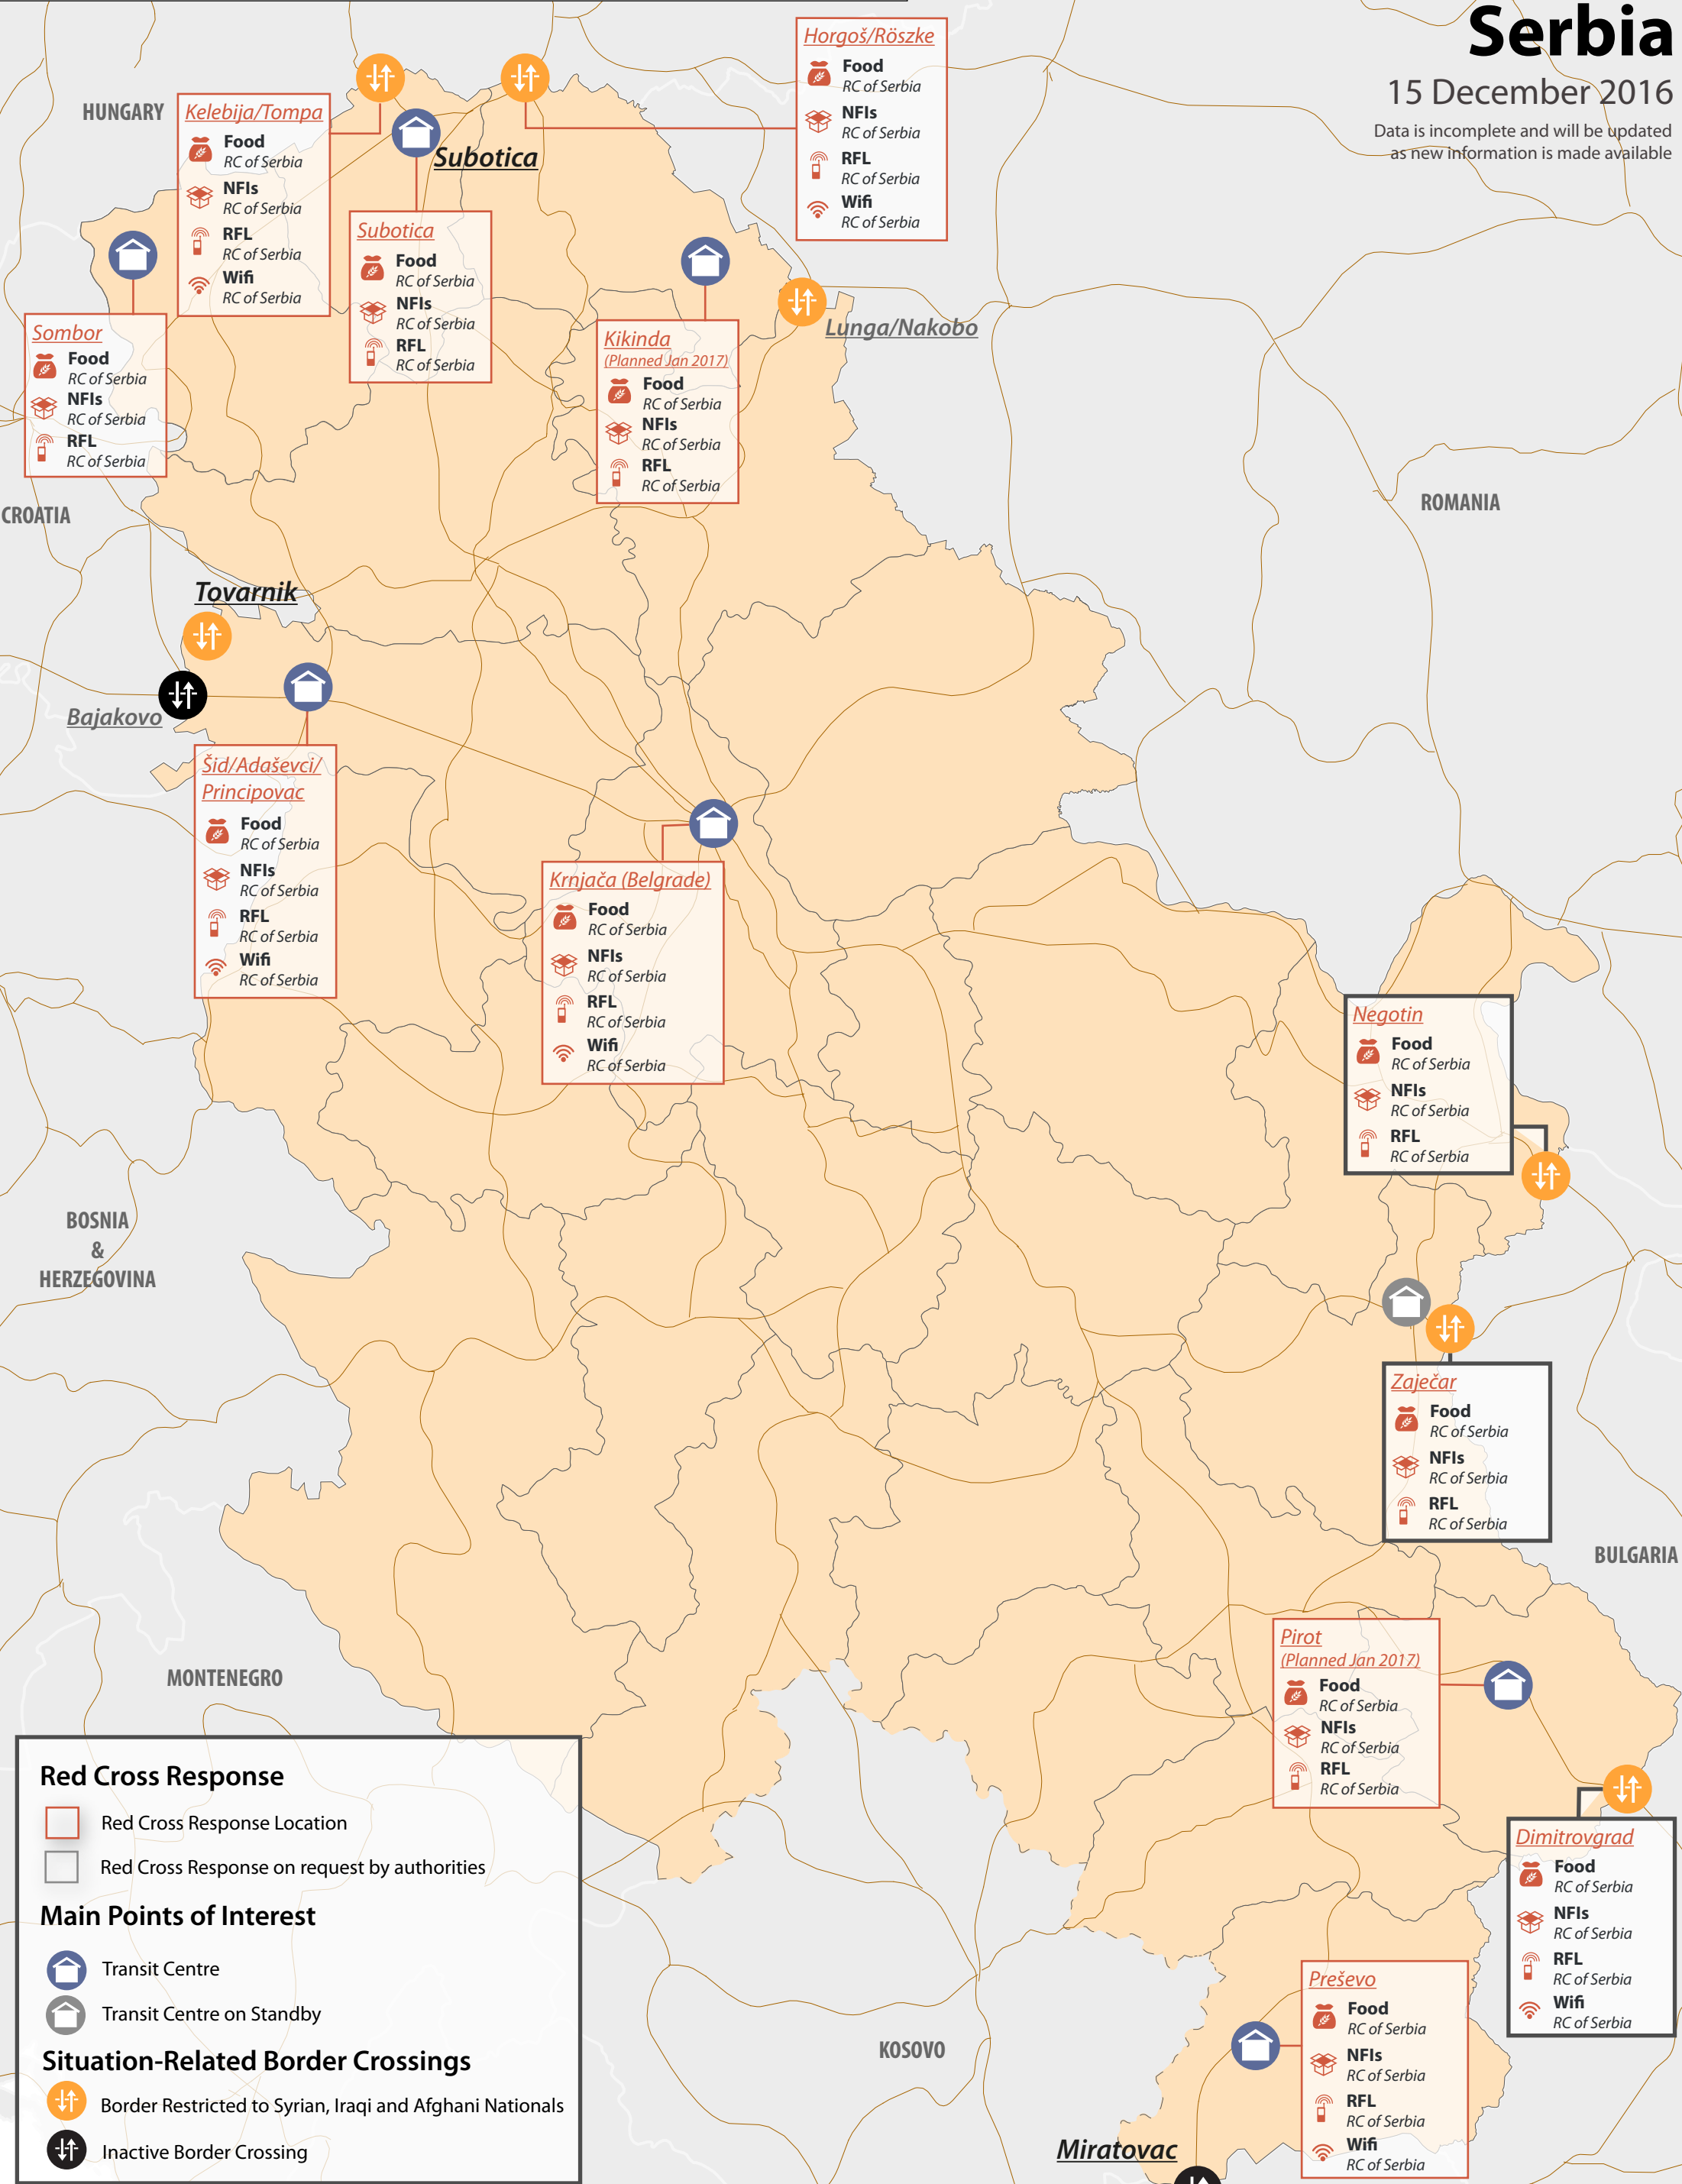 Serbia
15 December 2016
Data is incomplete and will be updated
as new information is made available
HUNGARY
Kelebija/Tompa
Food
RC of Serbia
NFIs
RC of Serbia
RFL
RC of Serbia
Wifi
RC of Serbia
Subotica
Subotica
Food
RC of Serbia
NFIs
RC of Serbia
RFL
RC of Serbia
Horgoš/Röszke
Food
RC of Serbia
NFIs
RC of Serbia
RFL
RC of Serbia
Wifi
RC of Serbia
Sombor
Food
RC of Serbia
NFIs
RC of Serbia
RFL
RC of Serbia
Kikinda
(Planned Jan 2017)
Food
RC of Serbia
NFIs
RC of Serbia
RFL
RC of Serbia
Lunga/Nakobo
CROATIA
ROMANIA
Tovarnik
Bajakovo
Šid/Adaševci/
Principovac
Food
RC of Serbia
NFIs
RC of Serbia
RFL
RC of Serbia
Wifi
RC of Serbia
Krnjača (Belgrade)
Food
RC of Serbia
NFIs
RC of Serbia
RFL
RC of Serbia
Wifi
RC of Serbia
Negotin
Food
RC of Serbia
NFIs
RC of Serbia
RFL
RC of Serbia
BOSNIA
&
HERZEGOVINA
Zaječar
Food
RC of Serbia
NFIs
RC of Serbia
RFL
RC of Serbia
BULGARIA
Pirot
(Planned Jan 2017)
Food
RC of Serbia
NFIs
RC of Serbia
RFL
RC of Serbia
MONTENEGRO
Dimitrovgrad
Food
RC of Serbia
NFIs
RC of Serbia
RFL
RC of Serbia
Wifi
RC of Serbia
Preševo
Food
RC of Serbia
NFIs
RC of Serbia
RFL
RC of Serbia
Wifi
RC of Serbia
KOSOVO
Miratovac
Red Cross Response
Red Cross Response Location
Red Cross Response on request by authorities
Main Points of Interest
Transit Centre
Transit Centre on Standby
Situation-Related Border Crossings
Border Restricted to Syrian, Iraqi and Afghani Nationals
Inactive Border Crossing